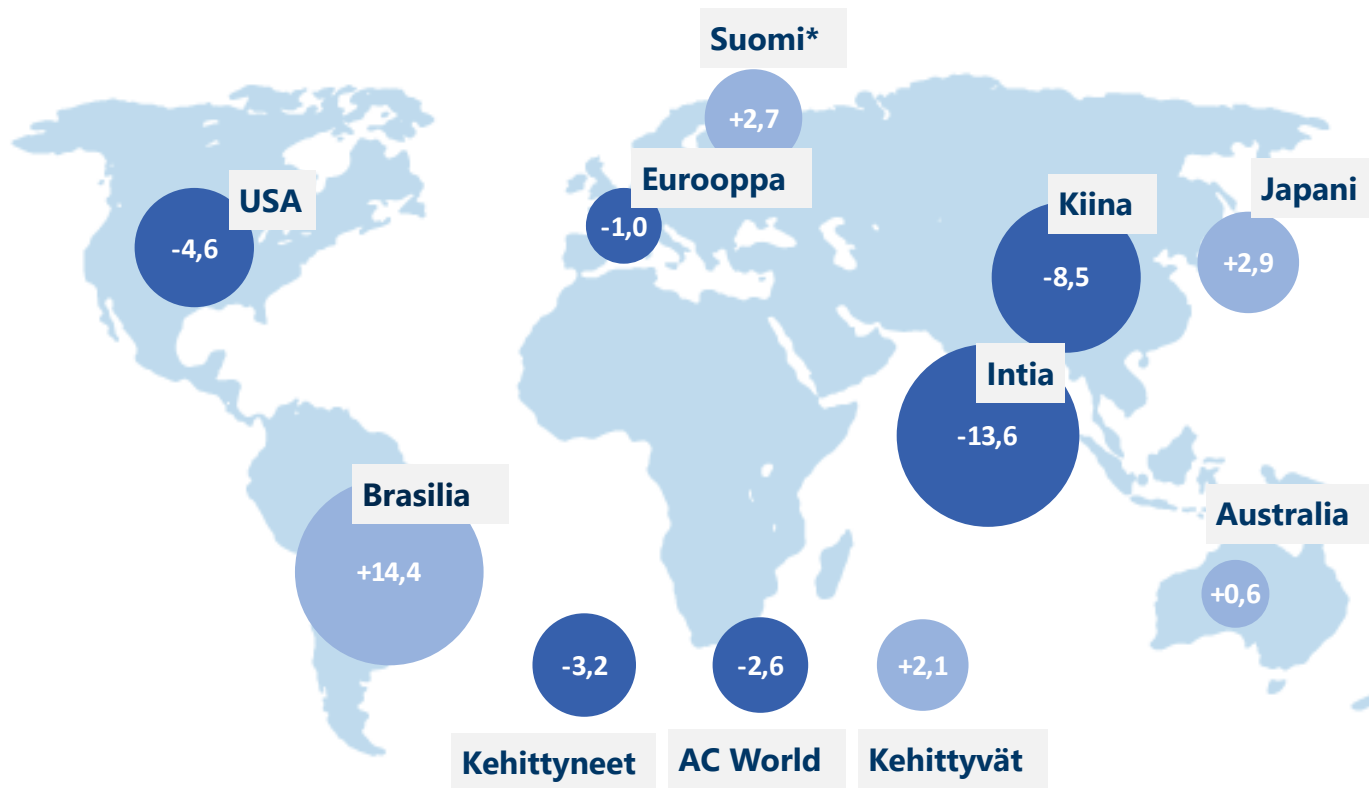 Suomi*
+2,7
Eurooppa
-1,0
USA
-4,6
Kiina
-8,5
Japani
+2,9
Intia
-13,6
Brasilia
+14,4
Australia
+0,6
-3,2
Kehittyneet
-2,6
AC World
+2,1
Kehittyvät